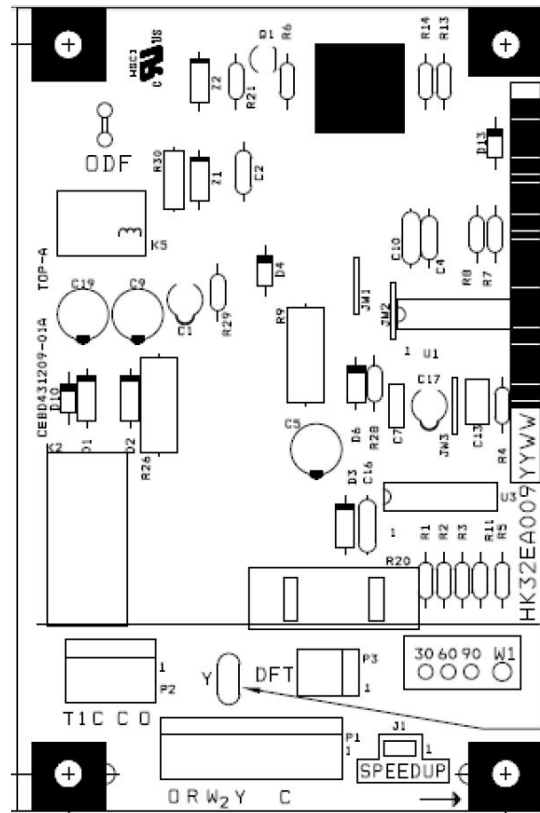 HSCI
C US
Z2
R21
D1
R6
R14
R13
ODF
R30
Z1
C2
D13
K5
TOP-A
C19
C9
C1
R29
D4
R9
JW1
JW2
C10
C4
R8
R7
U1
1
CEBD431209-01A
D10
D1
D2
R26
K2
C5
D6
R28
C7
C17
JW3
C13
R4
D3
C16
U3
1
R20
R1
R2
R3
R11
R5
HK32EA009 YYWW
1
P2
T1 C C O
Y
DFT
P3
1
30 60 90 W1
P1
1
O R W2 Y C
J1
1
SPEEDUP